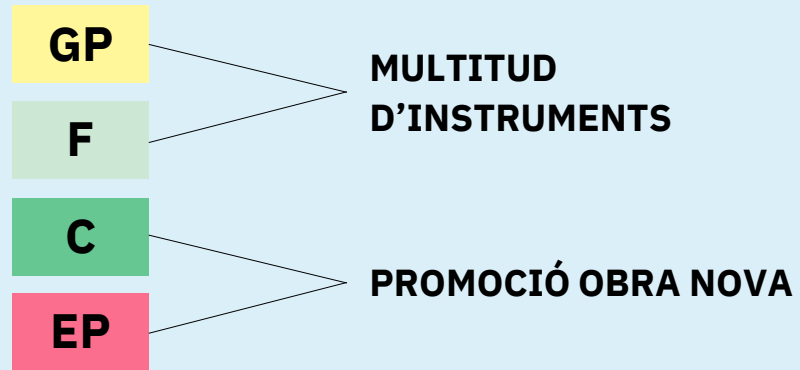 GP
F
MULTITUD
D’INSTRUMENTS
C
EP
PROMOCIÓ OBRA NOVA